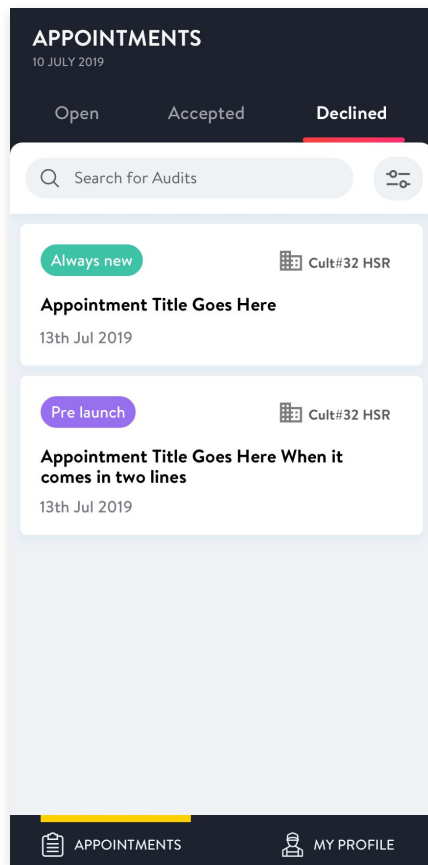 APPOINTMENTS
10 JULY 2019
Open Accepted Declined
Search for Audits
Always new Cult#32 HSR
Appointment Title Goes Here
13th Jul 2019
Pre launch Cult#32 HSR
Appointment Title Goes Here When it
comes in two lines
13th Jul 2019
APPOINTMENTS MY PROFILE